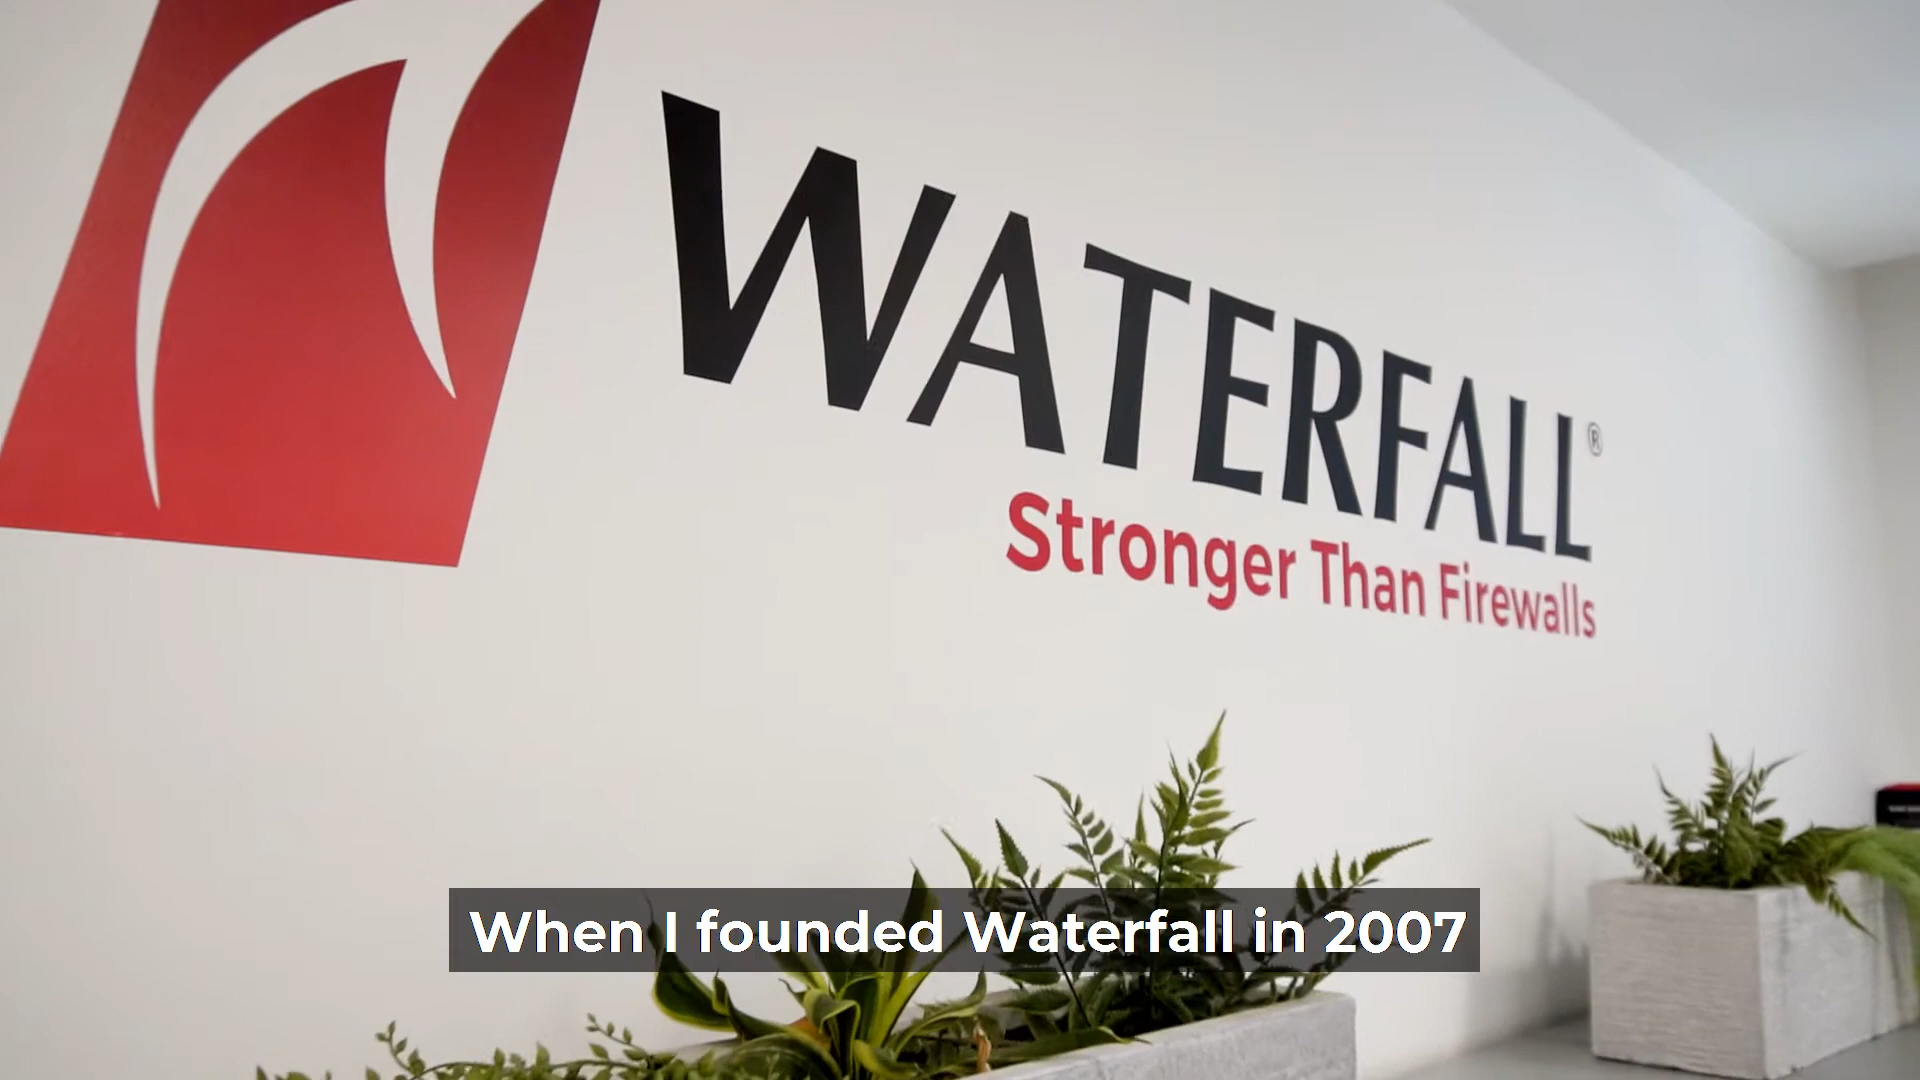 WATERFALL®
Stronger Than Firewalls
When I founded Waterfall in 2007